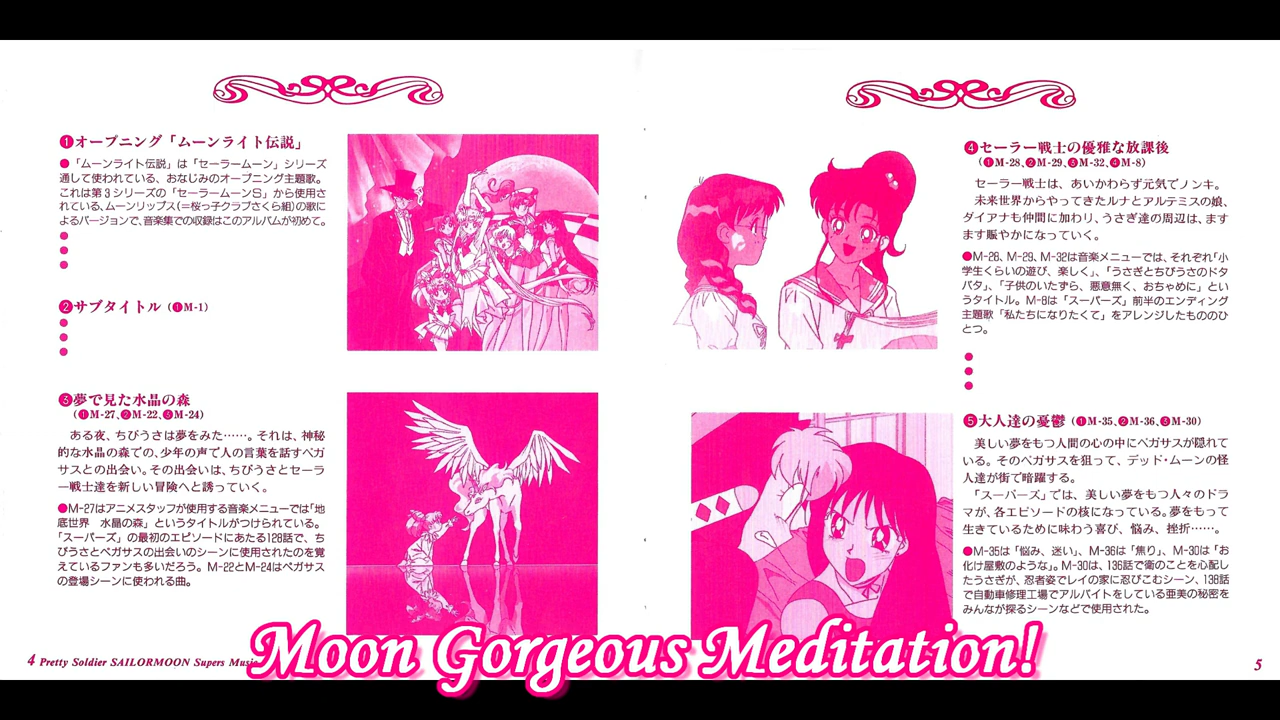 ❶オープニング「ムーンライト伝説」
●「ムーンライト伝説」は「セーラームーン」シリーズ
通して使われている、おなじみのオープニング主題歌。
これは第3シリーズの「セーラームーンS」から使用さ
れている、ムーンリップス(=桜っ子クラブさくら組)の歌に
よるバージョンで、音楽集での収録はこのアルバムが初めて。
●
●
●
❷サブタイトル(❶M-1)
●
●
●
❸夢で見た水晶の森
(❶M-27、❷M-22、❸M-24)
ある夜、ちびうさは夢をみた……。それは、神秘
的な水晶の森での、少年の声で人の言葉を話すペガ
サスとの出会い。その出会いは、ちびうさとセーラ
ー戦士達を新しい冒険へと誘っていく。
●M-27はアニメスタッフが使用する音楽メニューでは「地
底世界 水晶の森」というタイトルがつけられている。
「スーパーズ」の最初のエピソードにあたる128話で、ち
びうさとペガサスの出会いのシーンに使用されたのを覚
えているファンも多いだろう。M-22とM-24はペガサス
の登場シーンに使われる曲。
4 Pretty Soldier SAILORMOON Supers Music
❹セーラー戦士の優雅な放課後
(❶M-28、❷M-29、❸M-32、❹M-8)
セーラー戦士は、あいかわらず元気でノンキ。
未来世界からやってきたルナとアルテミスの娘、
ダイアナも仲間に加わり、うさぎ達の周辺は、ます
ます賑やかになっていく。
●M-28、M-29、M-32は音楽メニューでは、それぞれ「小
学生くらいの遊び、楽しく」、「うさぎとちびうさのドタ
バタ」、「子供のいたずら、悪意無く、おちゃめに」とい
うタイトル。M-8は「スーパーズ」前半のエンディング
主題歌「私たちになりたくて」をアレンジしたもののひ
とつ。
●
●
●
❺大人達の憂鬱(❶M-35、❷M-36、❸M-30)
美しい夢をもつ人間の心の中にペガサスが隠れて
いる。そのペガサスを狙って、デッド・ムーンの怪
人達が街で暗躍する。
「スーパーズ」では、美しい夢をもつ人々のドラ
マが、各エピソードの核になっている。夢をもって
生きているために味わう喜び、悩み、挫折……。
●M-35は「悩み、迷い」、M-36は「焦り」、M-30は「お
化け屋敷のような」。M-30は、136話で衛のことを心配し
たうさぎが、忍者姿でレイの家に忍びこむシーン、138話
で自動車修理工場でアルバイトをしている亜美の秘密を
みんなが探るシーンなどで使用された。
5
Moon Gorgeous Meditation!